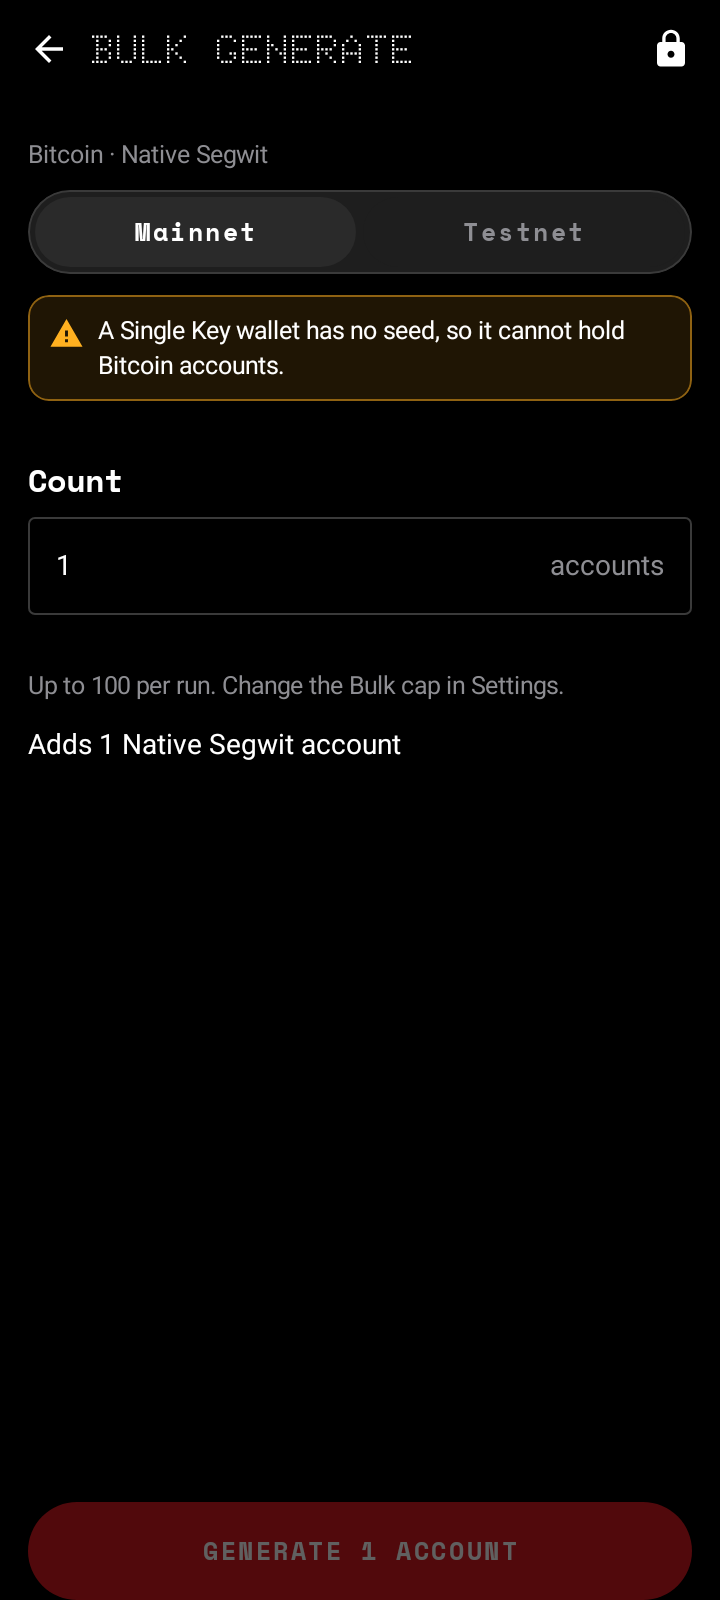 BULK GENERATE
Bitcoin · Native Segwit
Mainnet Testnet
A Single Key wallet has no seed, so it cannot hold
Bitcoin accounts.
Count
1 accounts
Up to 100 per run. Change the Bulk cap in Settings.
Adds 1 Native Segwit account
GENERATE 1 ACCOUNT